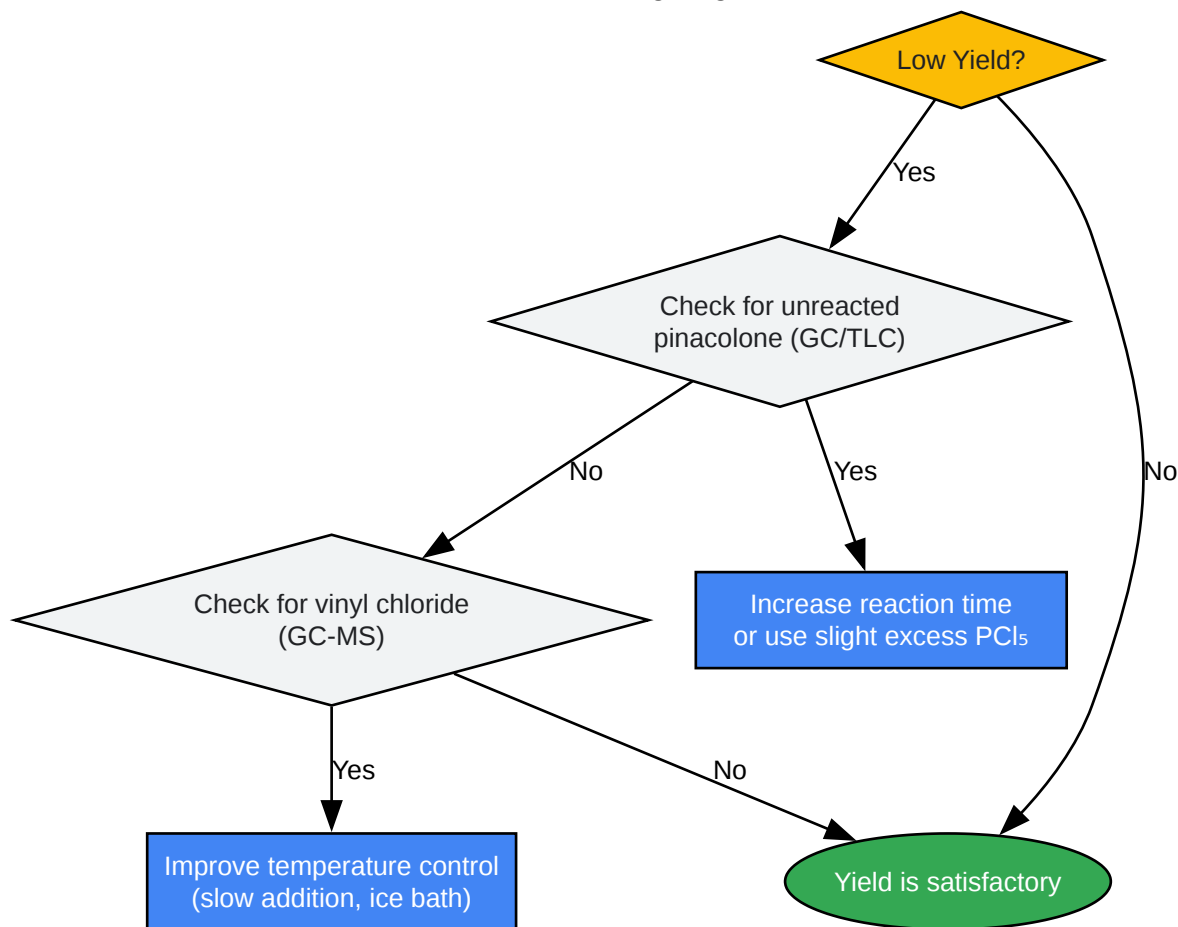 Low Yield?
Yes
Check for unreacted
pinacolone (GC/TLC)
No
Yes
No
Check for vinyl chloride
(GC-MS)
Increase reaction time
or use slight excess PCl₅
Yes
No
Improve temperature control
(slow addition, ice bath)
Yield is satisfactory